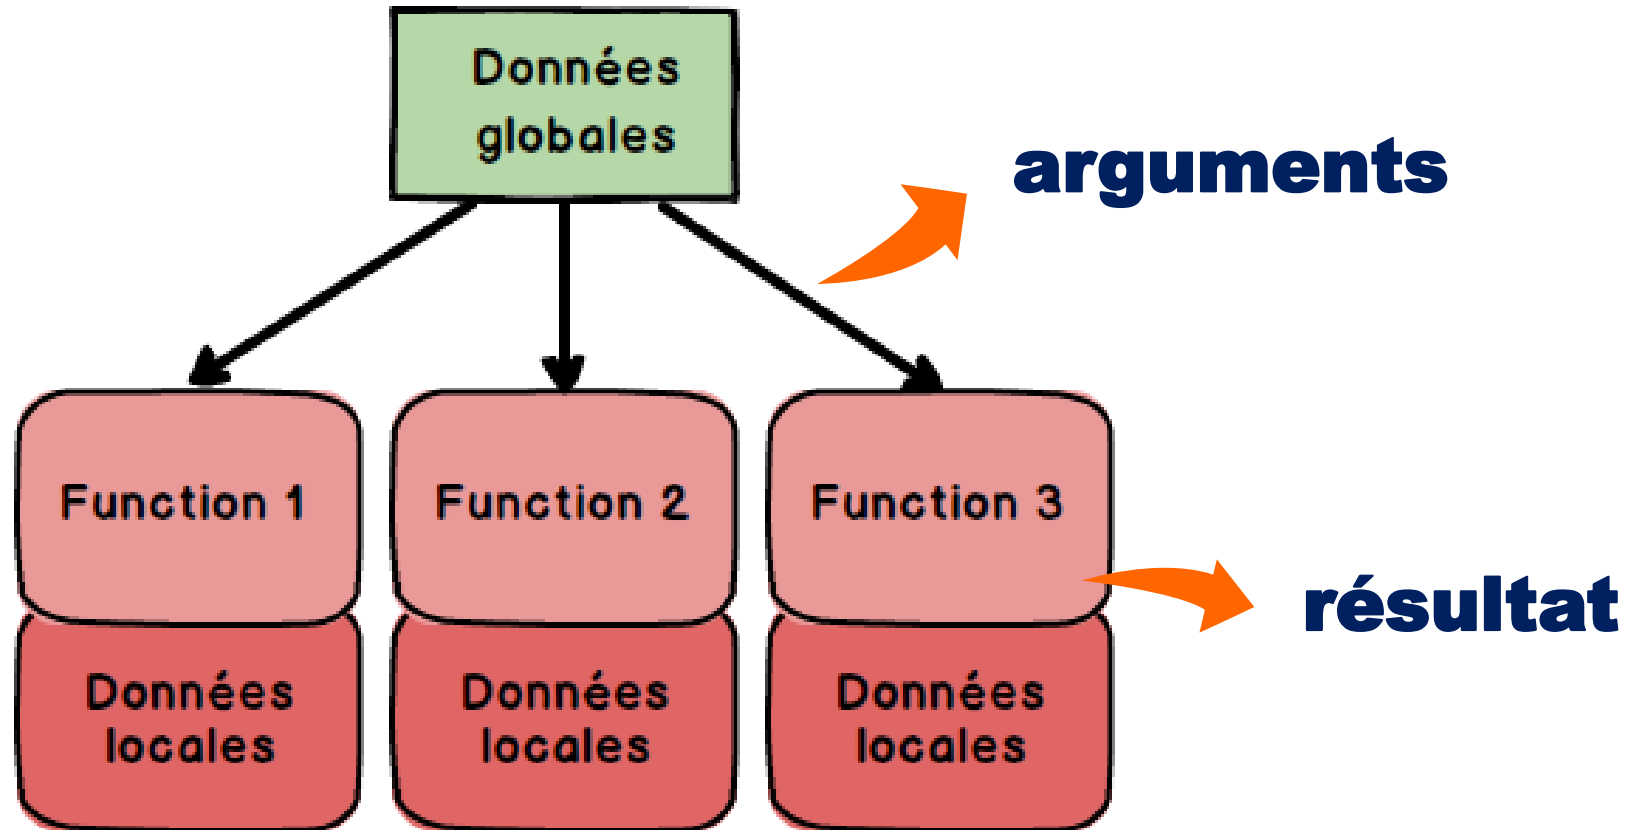 Données
globales
arguments
Function 1
Function 2
Function 3
résultat
Données
locales
Données
locales
Données
locales